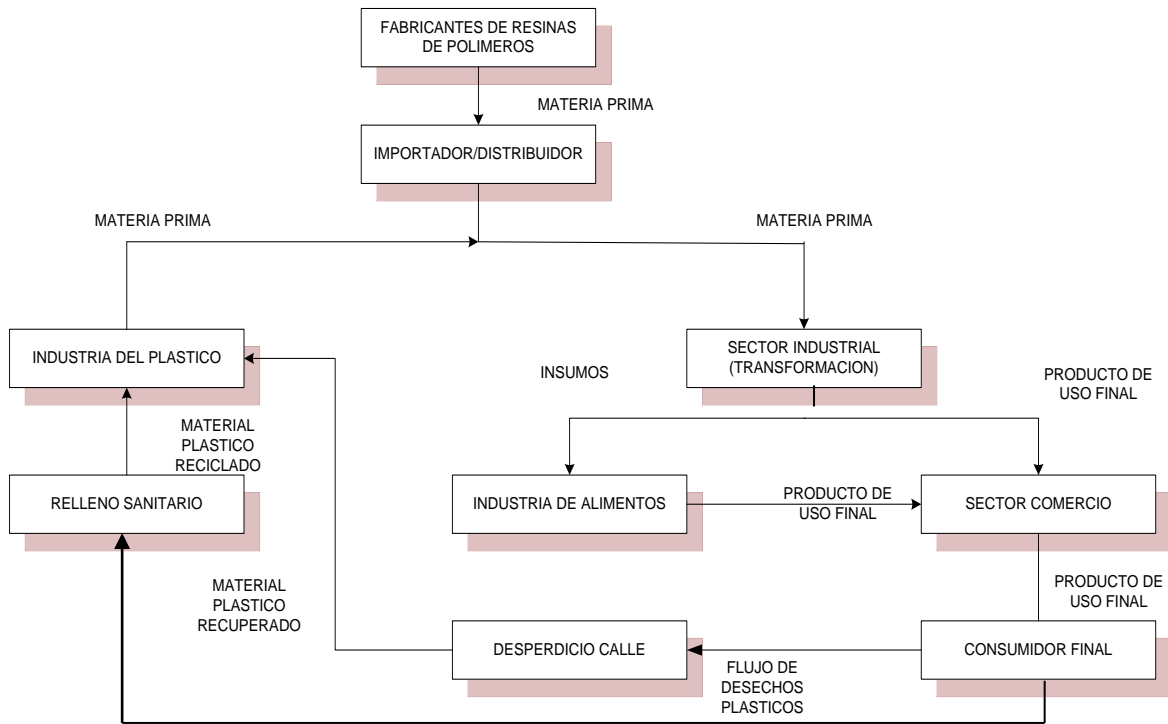 FABRICANTES DE RESINAS
DE POLIMEROS
MATERIA PRIMA
IMPORTADOR/DISTRIBUIDOR
MATERIA PRIMA
MATERIA PRIMA
INDUSTRIA DEL PLASTICO
SECTOR INDUSTRIAL
(TRANSFORMACION)
INSUMOS
PRODUCTO DE
USO FINAL
MATERIAL
PLASTICO
RECICLADO
RELLENO SANITARIO
INDUSTRIA DE ALIMENTOS
PRODUCTO DE
USO FINAL
SECTOR COMERCIO
MATERIAL
PLASTICO
RECUPERADO
PRODUCTO DE
USO FINAL
DESPERDICIO CALLE
FLUJO DE
DESECHOS
PLASTICOS
CONSUMIDOR FINAL